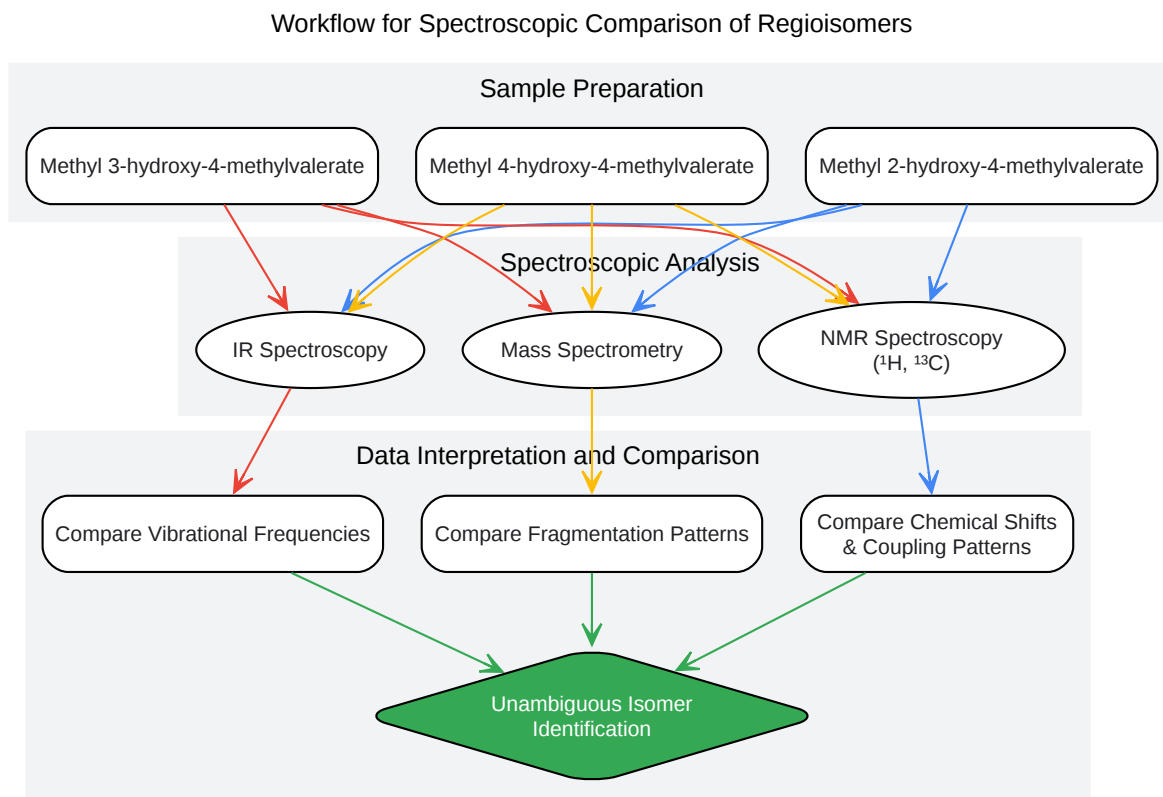 Workflow for Spectroscopic Comparison of Regioisomers
Sample Preparation
Methyl 3-hydroxy-4-methylvalerate
Methyl 4-hydroxy-4-methylvalerate
Methyl 2-hydroxy-4-methylvalerate
Spectroscopic Analysis
IR Spectroscopy
Mass Spectrometry
NMR Spectroscopy
(¹H, ¹³C)
Data Interpretation and Comparison
Compare Vibrational Frequencies
Compare Fragmentation Patterns
Compare Chemical Shifts
& Coupling Patterns
Unambiguous Isomer
Identification